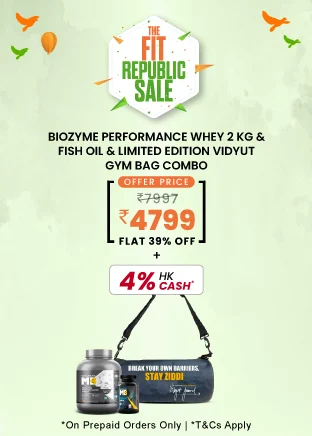 THE
FIT
REPUBLIC
SALE
BIOZYME PERFORMANCE WHEY 2 KG &
FISH OIL & LIMITED EDITION VIDYUT
GYM BAG COMBO
OFFER PRICE
₹7997
₹4799
FLAT 39% OFF
+
4% HK CASH*
BREAK YOUR OWN BARRIERS.
STAY ZIDDI
MB
*On Prepaid Orders Only | *T&Cs Apply